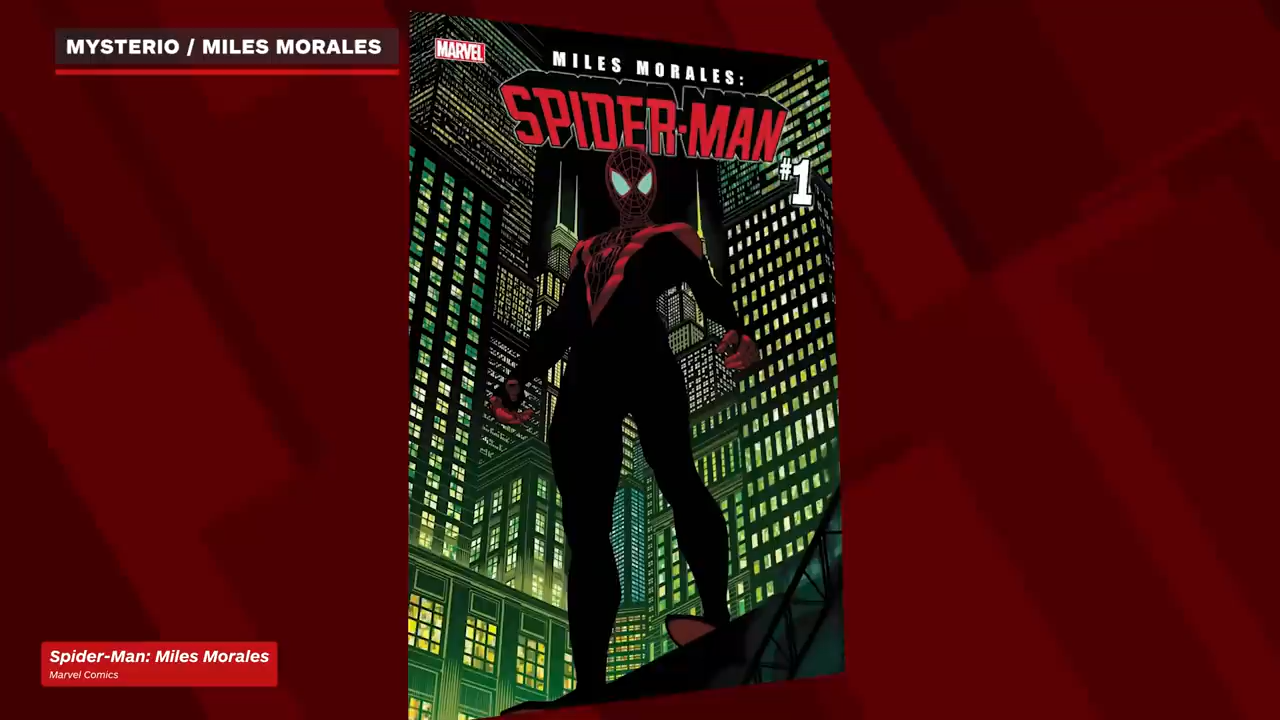 MYSTERIO / MILES MORALES
MARVEL
MILES MORALES:
SPIDER-MAN
#1
Spider-Man: Miles Morales
Marvel Comics